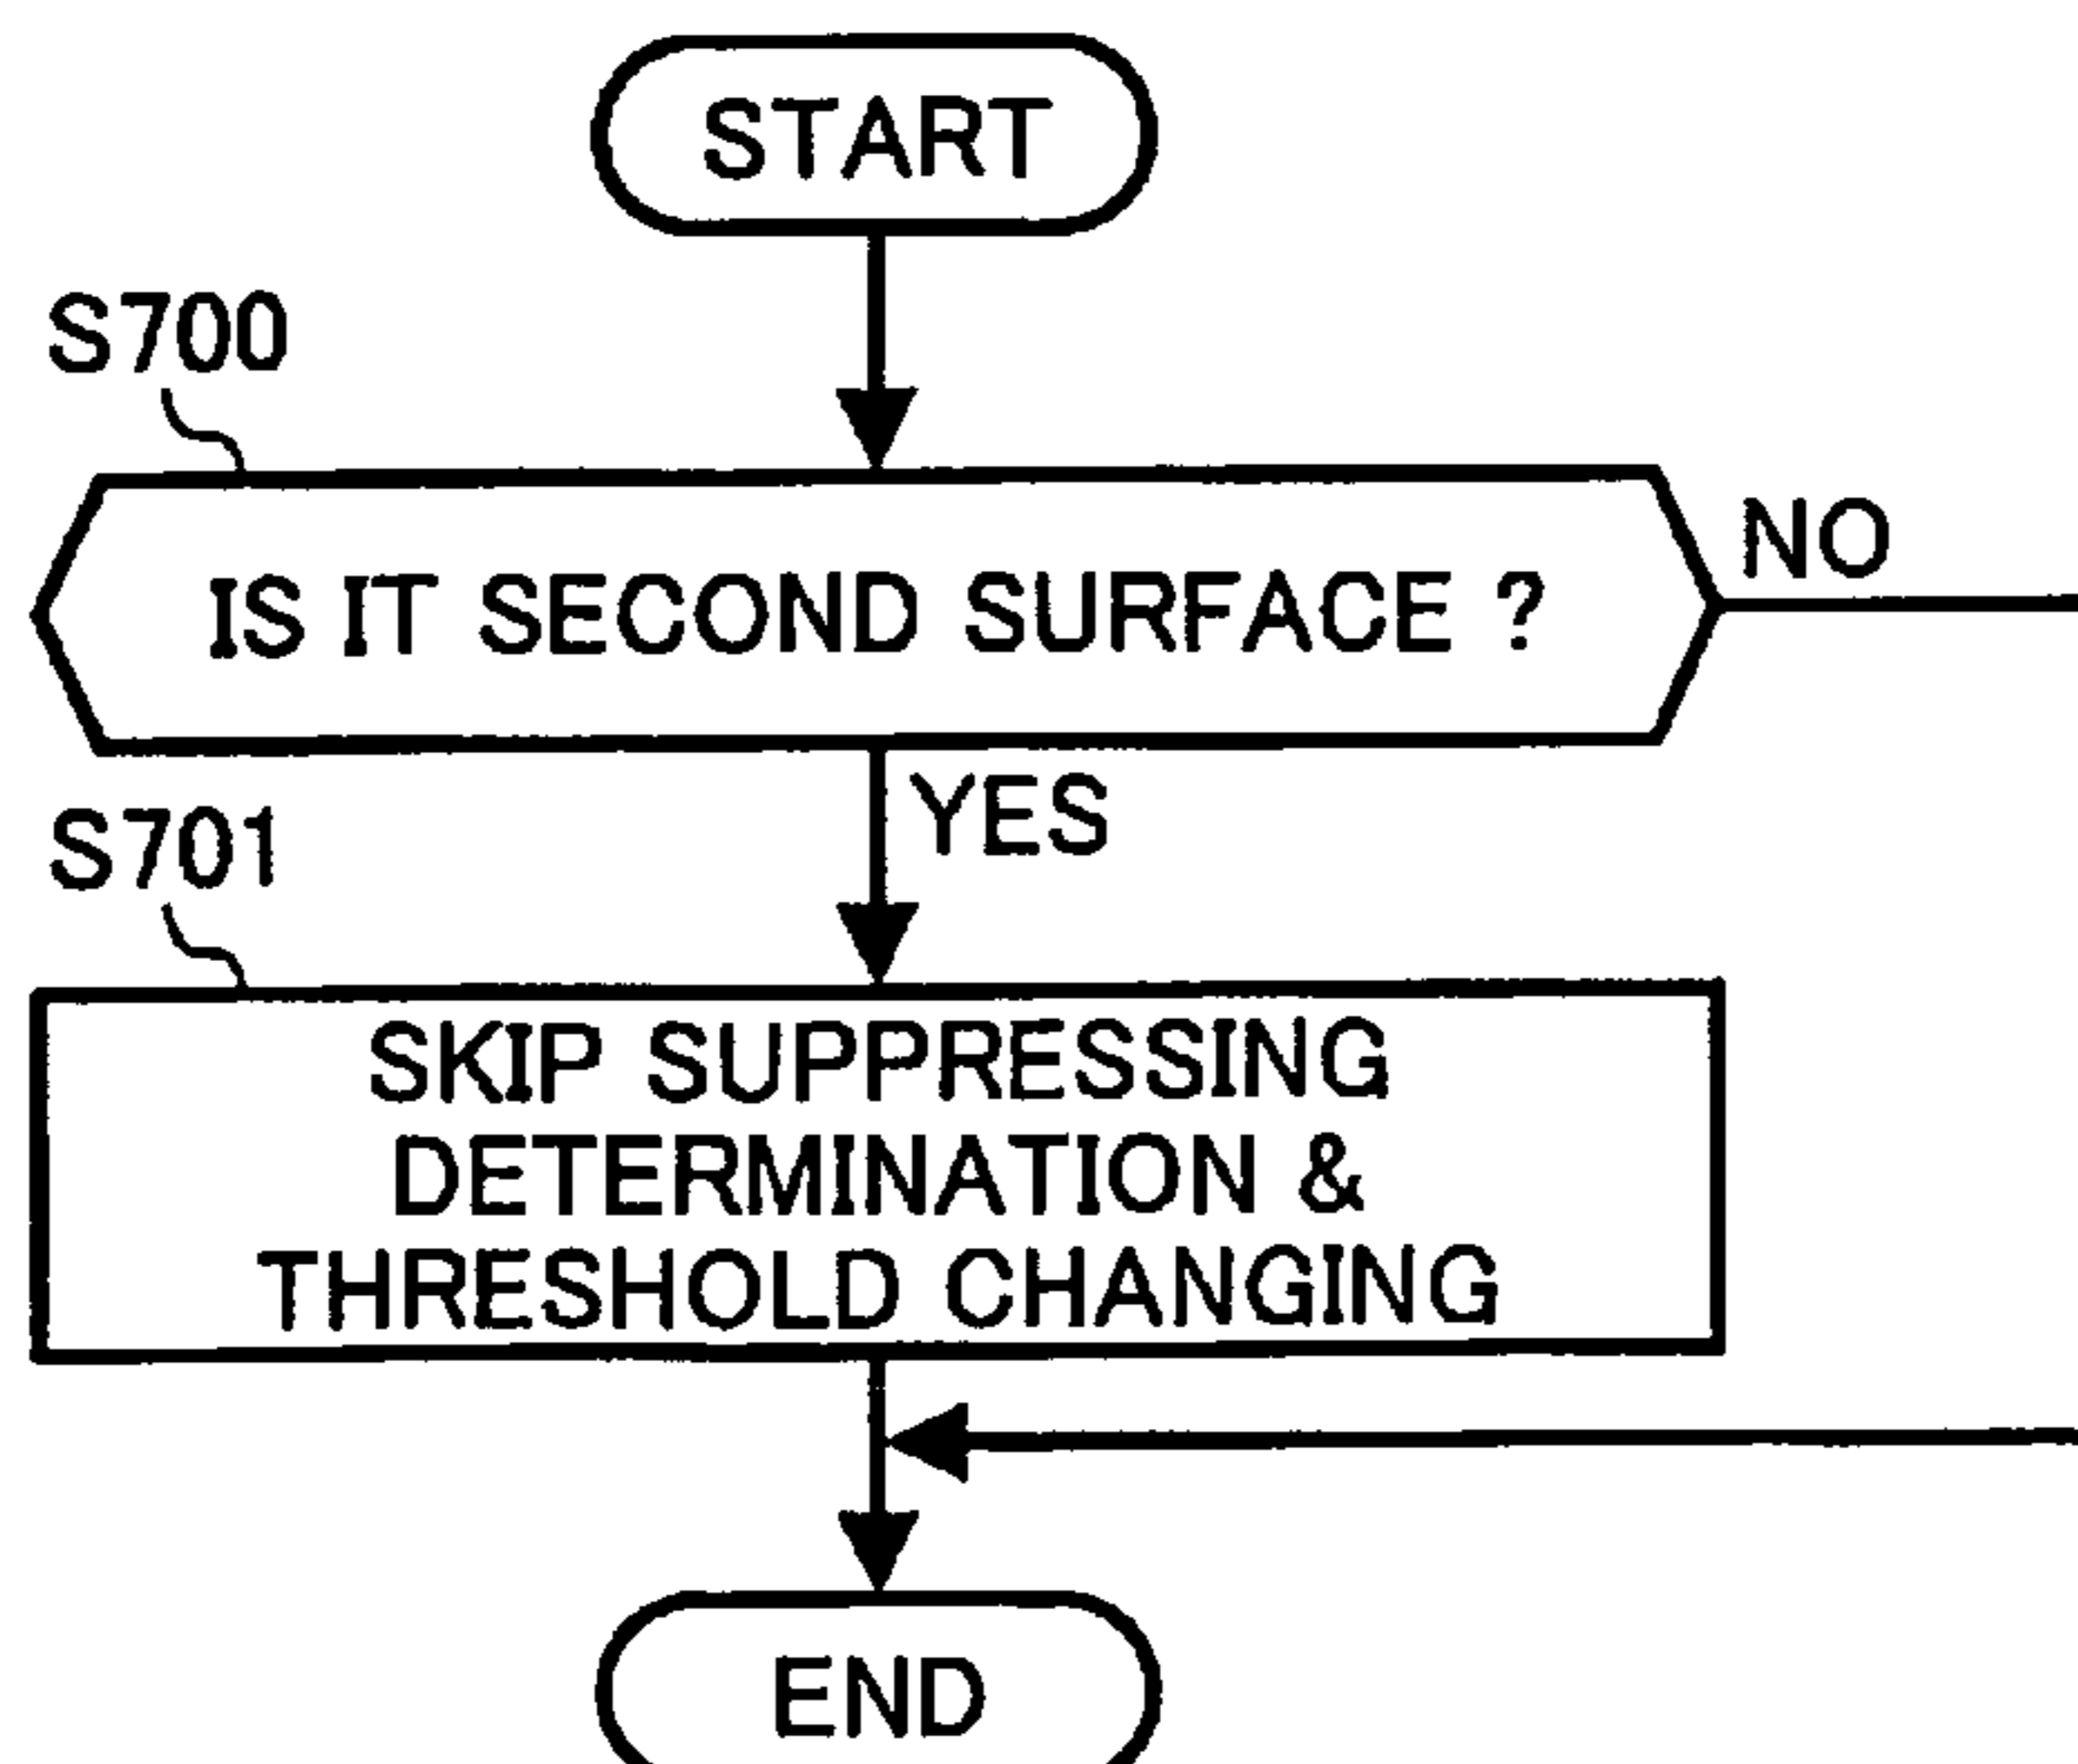 START
S700
IS IT SECOND SURFACE ?
NO
YES
S701
SKIP SUPPRESSING
DETERMINATION &
THRESHOLD CHANGING
END